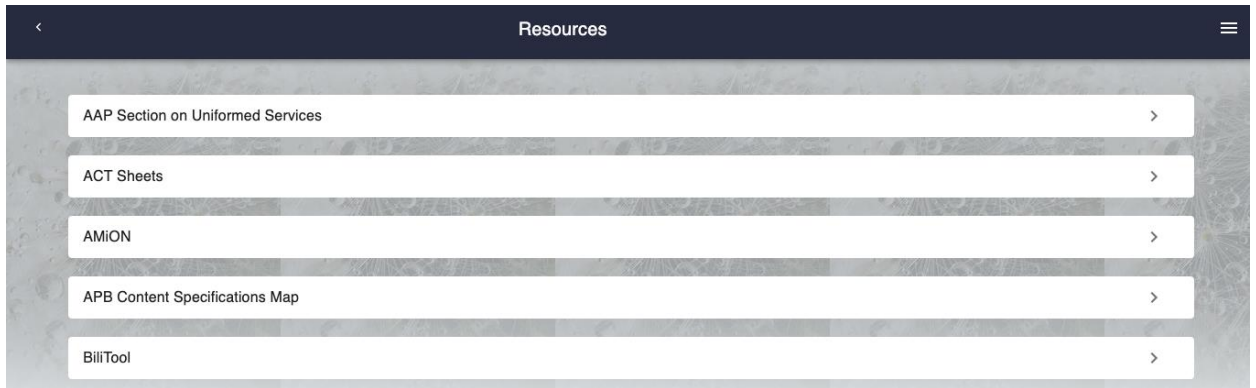 Resources
AAP Section on Uniformed Services
ACT Sheets
AMiON
APB Content Specifications Map
BiliTool